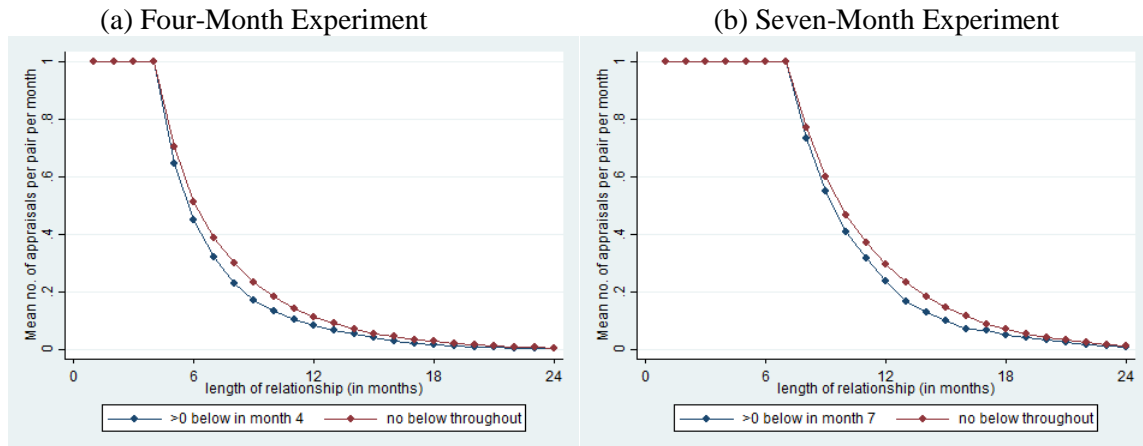 (a) Four-Month Experiment
(b) Seven-Month Experiment
Mean no. of appraisals per pair per month
1
.8
.6
.4
.2
0
0 6 12 18 24
length of relationship (in months)
>0 below in month 4 no below throughout
Mean no. of appraisals per pair per month
1
.8
.6
.4
.2
0
0 6 12 18 24
length of relationship (in months)
>0 below in month 7 no below throughout